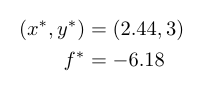 (x*, y*) = (2.44, 3)
f* = −6.18